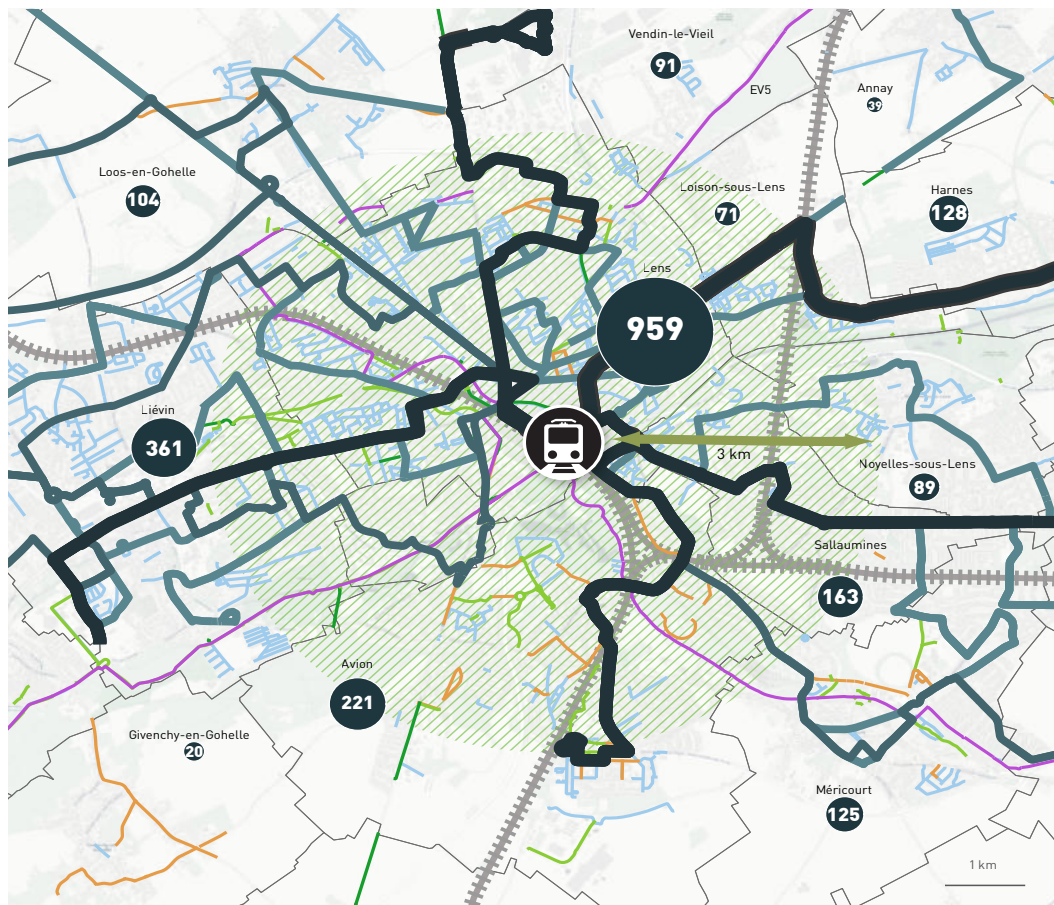 Vendin-le-Vieil
91
EV5
Annay
39
Loos-en-Gohelle
104
Loison-sous-Lens
71
Harnes
128
Lens
959
Liévin
361
3 km
Noyelles-sous-Lens
89
Sallaumines
163
Avion
221
Givenchy-en-Gohelle
20
Méricourt
125
1 km